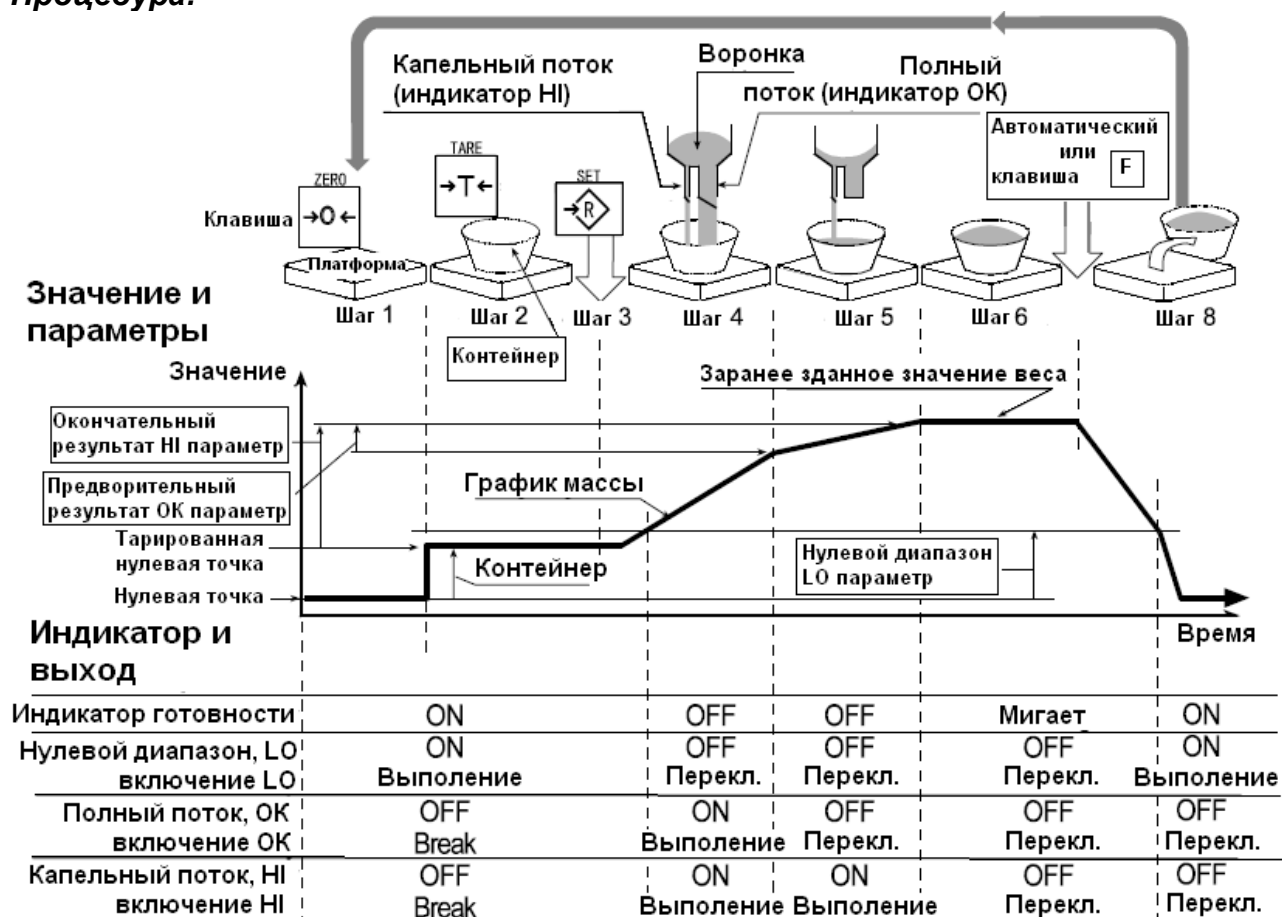 Процедура:
Капельный поток
(индикатор HI)
Воронка
Полный
поток (индикатор ОК)
Автоматический
или
клавиша F
TARE
→T←
ZERO
Клавиша →0←
SET
→R
Платформа
Шаг 1
Шаг 2
Шаг 3
Шаг 4
Шаг 5
Шаг 6
Шаг 8
Контейнер
Значение и
параметры
Значение
Заранее зданное значение веса
Окончательный
результат HI параметр
Предворительный
результат ОК параметр
График массы
Тарированная
нулевая точка
Контейнер
Нулевой диапазон
LO параметр
Нулевая точка
Время
Индикатор и
выход
Индикатор готовности ON OFF OFF Мигает ON
Нулевой диапазон, LO ON OFF OFF OFF ON
включение LO Выполение Перекл. Перекл. Перекл. Выполение
Полный поток, ОК OFF ON OFF OFF OFF
включение ОК Break Выполение Перекл. Перекл. Перекл.
Капельный поток, HI OFF ON ON OFF OFF
включение HI Break Выполение Выполение Перекл. Перекл.